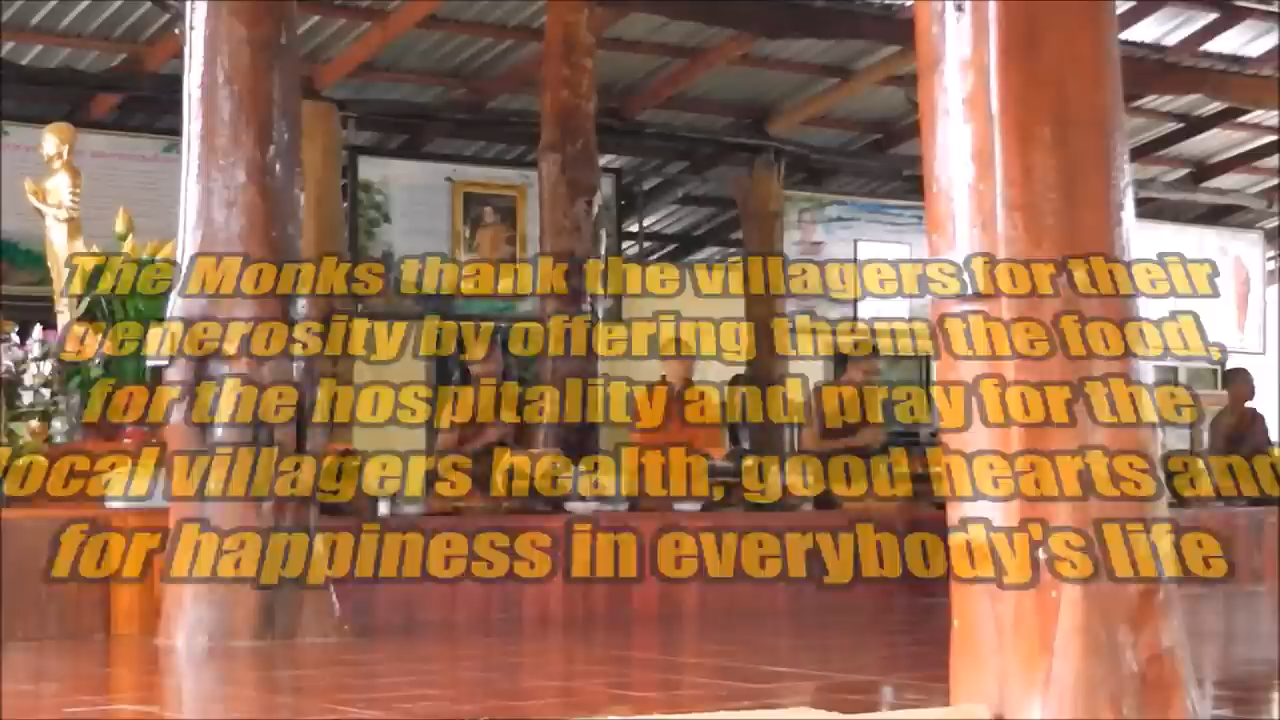 The Monks thank the villagers for their
generosity by offering them the food,
for the hospitality and pray for the
local villagers health, good hearts and
for happiness in everybody's life